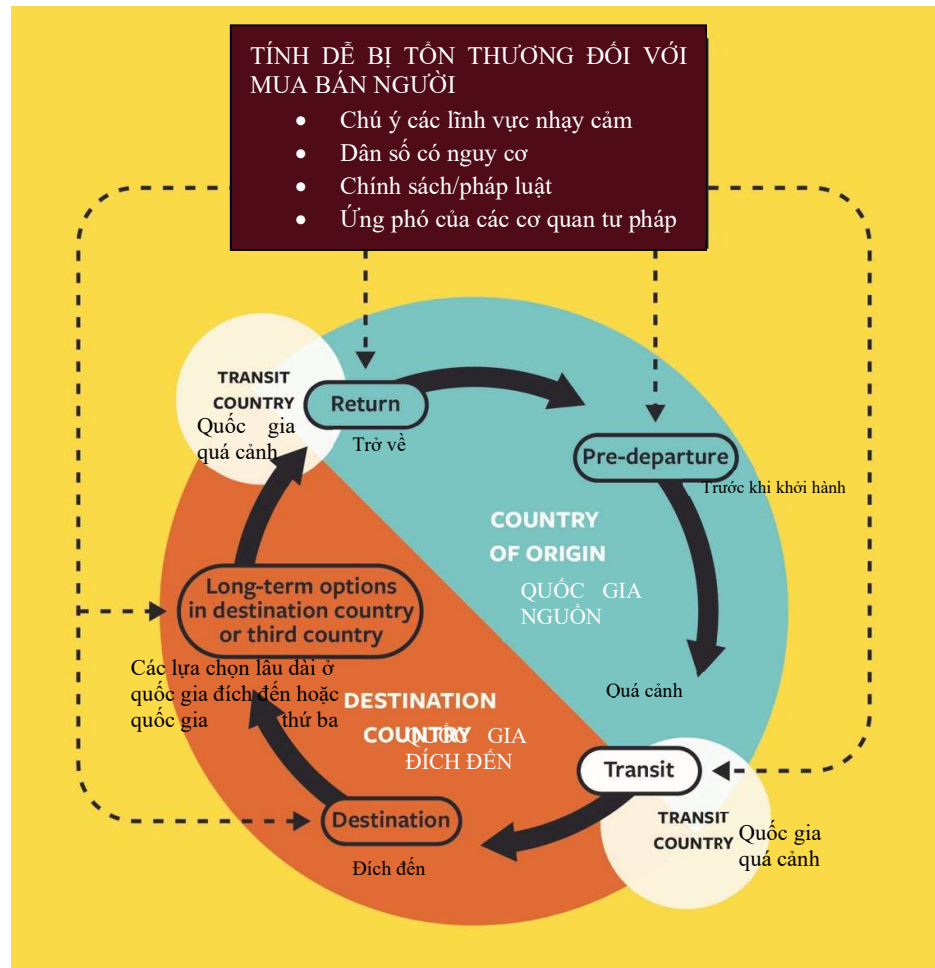 TÍNH DỄ BỊ TỔN THƯƠNG ĐỐI VỚI
MUA BÁN NGƯỜI
• Chú ý các lĩnh vực nhạy cảm
• Dân số có nguy cơ
• Chính sách/pháp luật
• Ứng phó của các cơ quan tư pháp
TRANSIT
COUNTRY
Quốc gia
quá cảnh
Return
Trở về
Pre-departure
Trước khi khởi hành
COUNTRY
OF ORIGIN
QUỐC GIA
NGUỒN
Long-term options
in destination country
or third country
Các lựa chọn lâu dài ở
quốc gia đích đến hoặc
quốc gia thứ ba
Quá cảnh
DESTINATION
COUNTRY
QUỐC GIA
ĐÍCH ĐẾN
Transit
TRANSIT
COUNTRY
Quốc gia
quá cảnh
Destination
Đích đến